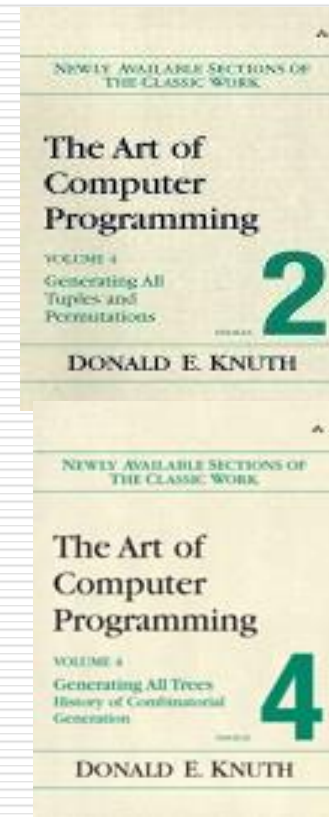 NEWLY AVAILABLE SECTIONS OF
THE CLASSIC WORK
The Art of
Computer
Programming
VOLUME 4
Generating All
Tuples and
Permutations
2
DONALD E. KNUTH
NEWLY AVAILABLE SECTIONS OF
THE CLASSIC WORK
The Art of
Computer
Programming
VOLUME 4
Generating All Trees
History of Combinatorial
Generation
4
DONALD E. KNUTH